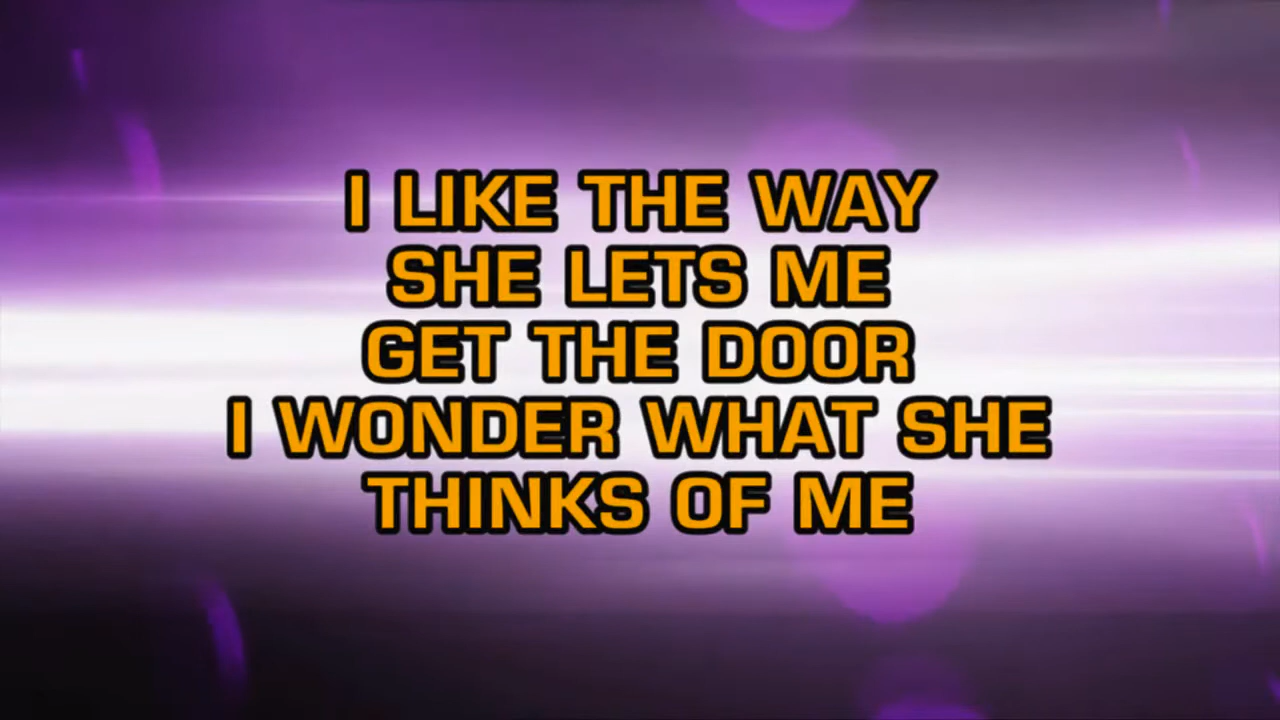 I LIKE THE WAY
SHE LETS ME
GET THE DOOR
I WONDER WHAT SHE
THINKS OF ME